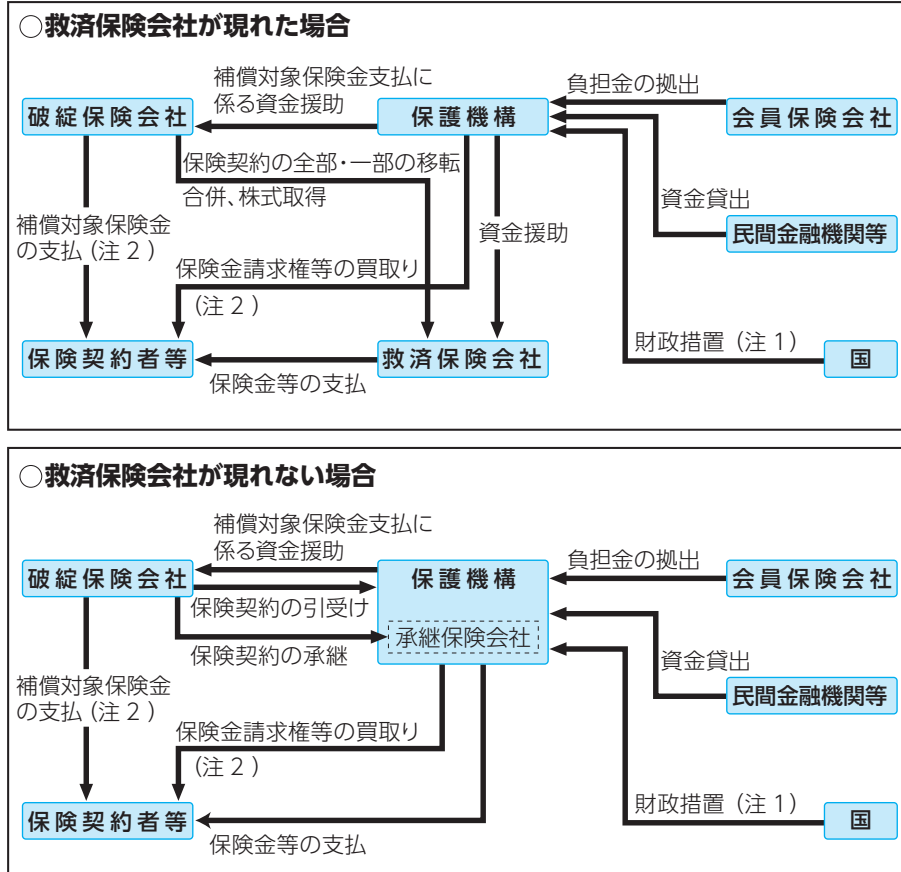 ○救済保険会社が現れた場合
補償対象保険金支払に
係る資金援助
負担金の拠出
破綻保険会社
保護機構
会員保険会社
保険契約の全部・一部の移転
合併、株式取得
資金貸出
補償対象保険金
の支払(注2)
資金援助
民間金融機関等
保険金請求権等の買取り
(注2)
財政措置(注1)
保険契約者等
救済保険会社
国
保険金等の支払
○救済保険会社が現れない場合
補償対象保険金支払に
係る資金援助
負担金の拠出
破綻保険会社
保護機構
会員保険会社
保険契約の引受け
承継保険会社
保険契約の承継
資金貸出
補償対象保険金
の支払(注2)
民間金融機関等
保険金請求権等の買取り
(注2)
財政措置(注1)
保険契約者等
国
保険金等の支払